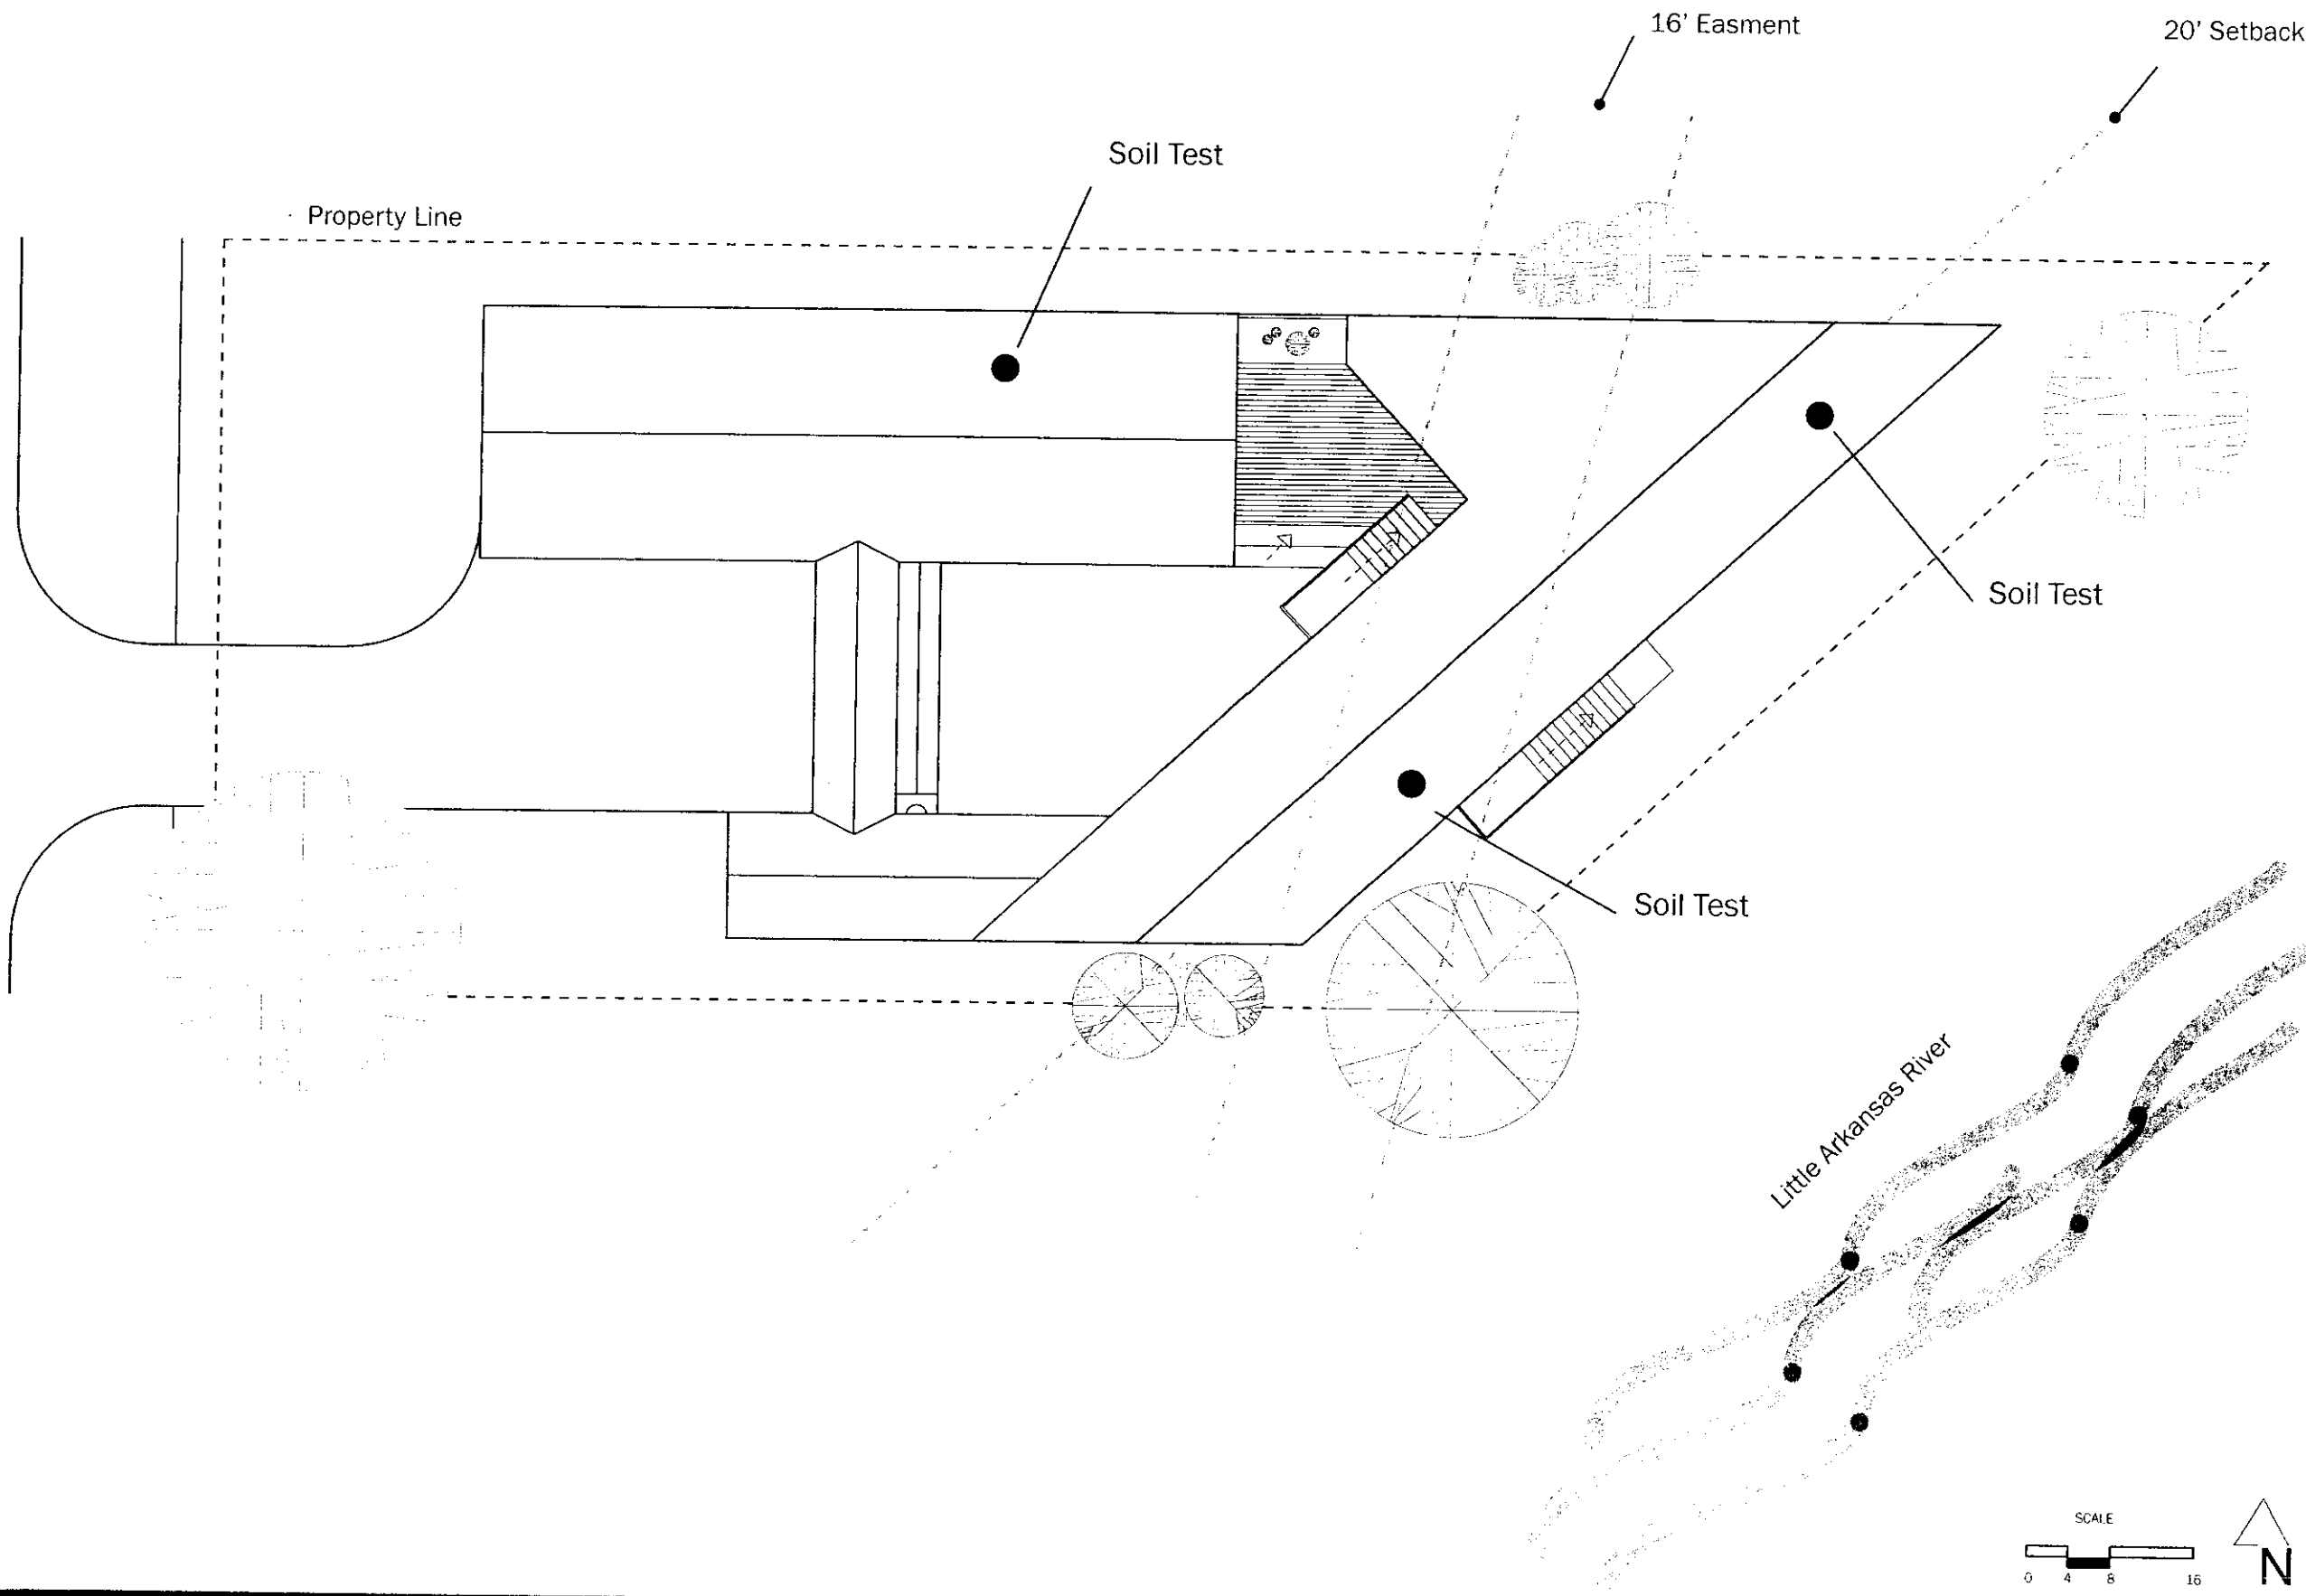 16' Easment
20' Setback
Soil Test
Property Line
Soil Test
Soil Test
Little Arkansas River
SCALE
0 4 8 16
N